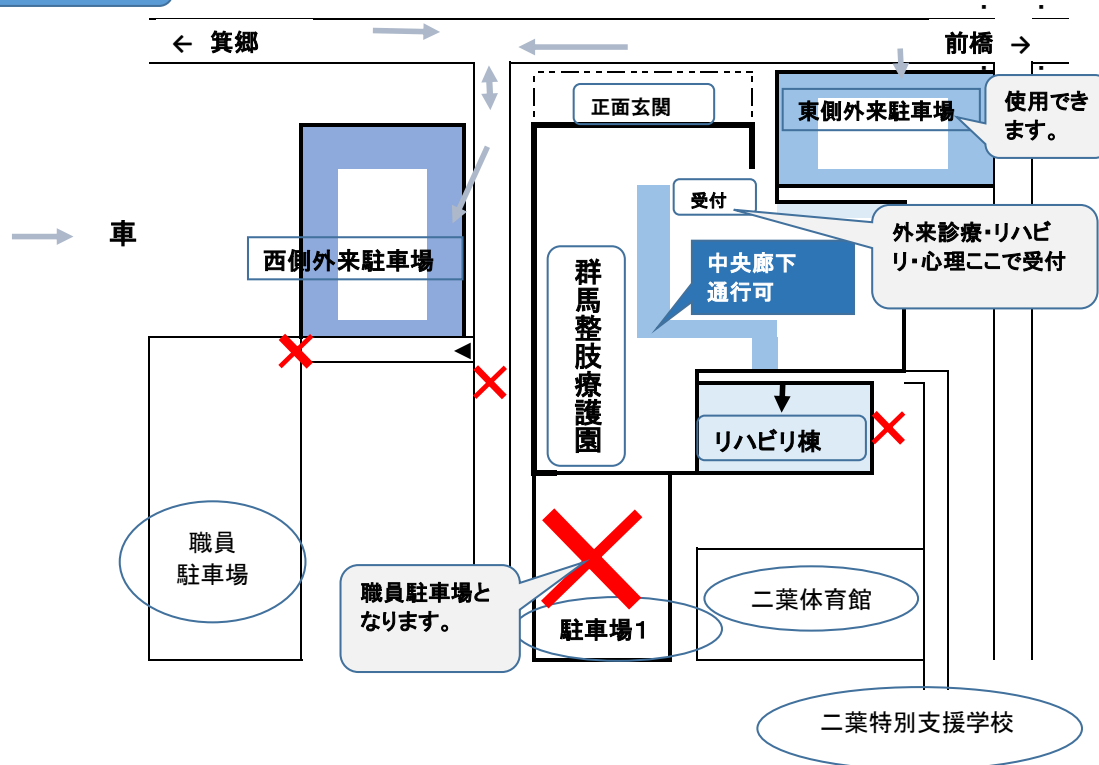 ← 箕郷
前橋 →
正面玄関
東側外来駐車場
使用でき
ます。
受付
車
西側外来駐車場
外来診療・リハビ
リ・心理ここで受付
中央廊下
通行可
群馬整肢療護園
リハビリ棟
職員
駐車場
職員駐車場と
なります。
駐車場1
二葉体育館
二葉特別支援学校